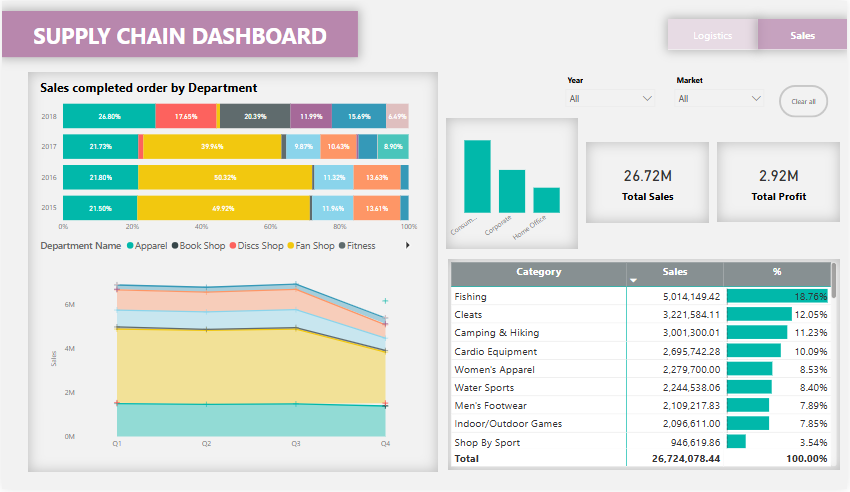 SUPPLY CHAIN DASHBOARD
Logistics
Sales
Sales completed order by Department
2018
26.80%
17.65%
20.39%
11.99%
15.69%
6.49%
2017
21.73%
39.94%
9.87%
10.43%
8.90%
2016
21.80%
50.32%
11.32%
13.63%
2015
21.50%
49.92%
11.94%
13.61%
0%
20%
40%
60%
80%
100%
Department Name
Apparel
Book Shop
Discs Shop
Fan Shop
Fitness
Sales
6M
4M
2M
0M
Q1
Q2
Q3
Q4
Year
All
Market
All
Clear all
Consum...
Corporate
Home Office
26.72M
Total Sales
2.92M
Total Profit
Category Sales %
Fishing 5,014,149.42 18.76%
Cleats 3,221,584.11 12.05%
Camping & Hiking 3,001,300.01 11.23%
Cardio Equipment 2,695,742.28 10.09%
Women's Apparel 2,279,700.00 8.53%
Water Sports 2,244,538.06 8.40%
Men's Footwear 2,109,217.83 7.89%
Indoor/Outdoor Games 2,096,611.00 7.85%
Shop By Sport 946,619.86 3.54%
Total 26,724,078.44 100.00%